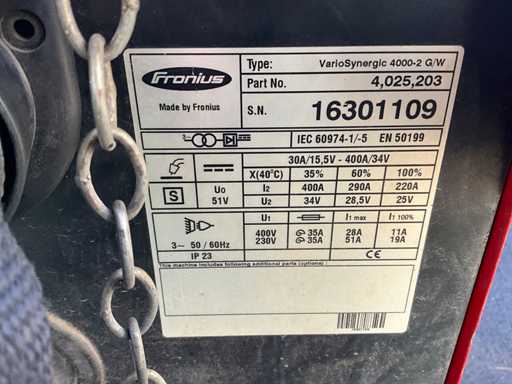 Fronius
Made by Fronius
Type: VarioSynergic 4000-2 G/W
Part No. 4,025,203
S.N. 16301109
IEC 60974-1/-5 EN 50199
30A/15,5V - 400A/34V
X(40°C) 35% 60% 100%
S U0 51V
I2 400A 290A 220A
U2 34V 28,5V 25V
U1 I1 max I1 100%
3~ 50/60Hz
400V 35A 28A 11A
230V 35A 51A 19A
IP 23
CE
This machine includes following additional parts (options) :